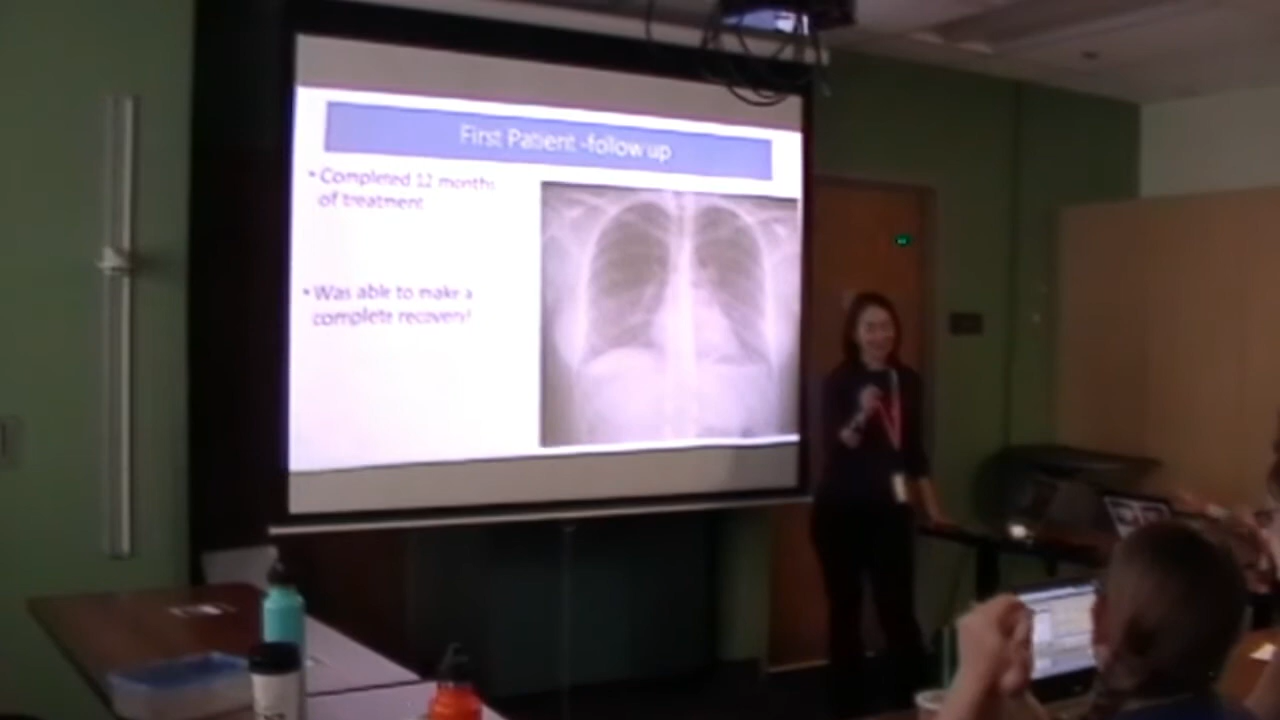 First Patient -follow up
• Completed 12 months
of treatment
• Was able to make a
complete recovery!